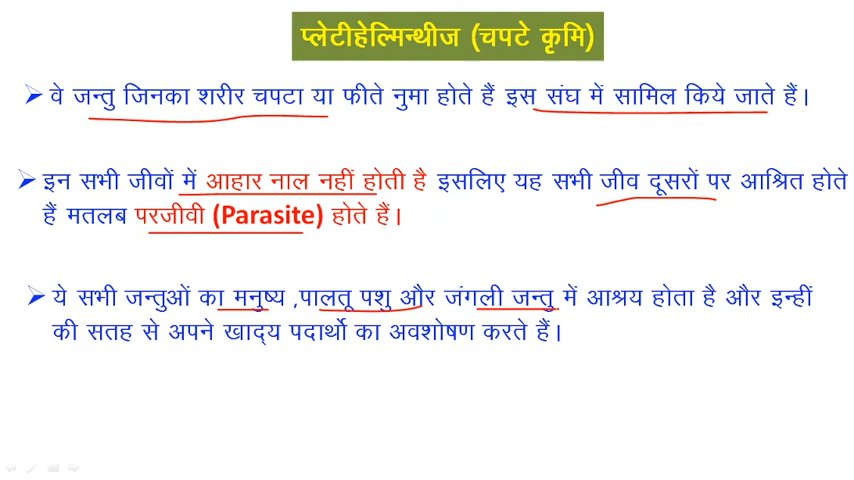 प्लेटीहेल्मिन्थीज (चपटे कृमि)
वे जन्तु जिनका शरीर चपटा या फीते नुमा होते हैं इस संघ में सामिल किये जाते हैं।
इन सभी जीवों में आहार नाल नहीं होती है इसलिए यह सभी जीव दूसरों पर आश्रित होते
हैं मतलब परजीवी (Parasite) होते हैं।
ये सभी जन्तुओं का मनुष्य ,पालतू पशु और जंगली जन्तु में आश्रय होता है और इन्हीं
की सतह से अपने खाद्य पदार्थो का अवशोषण करते हैं।